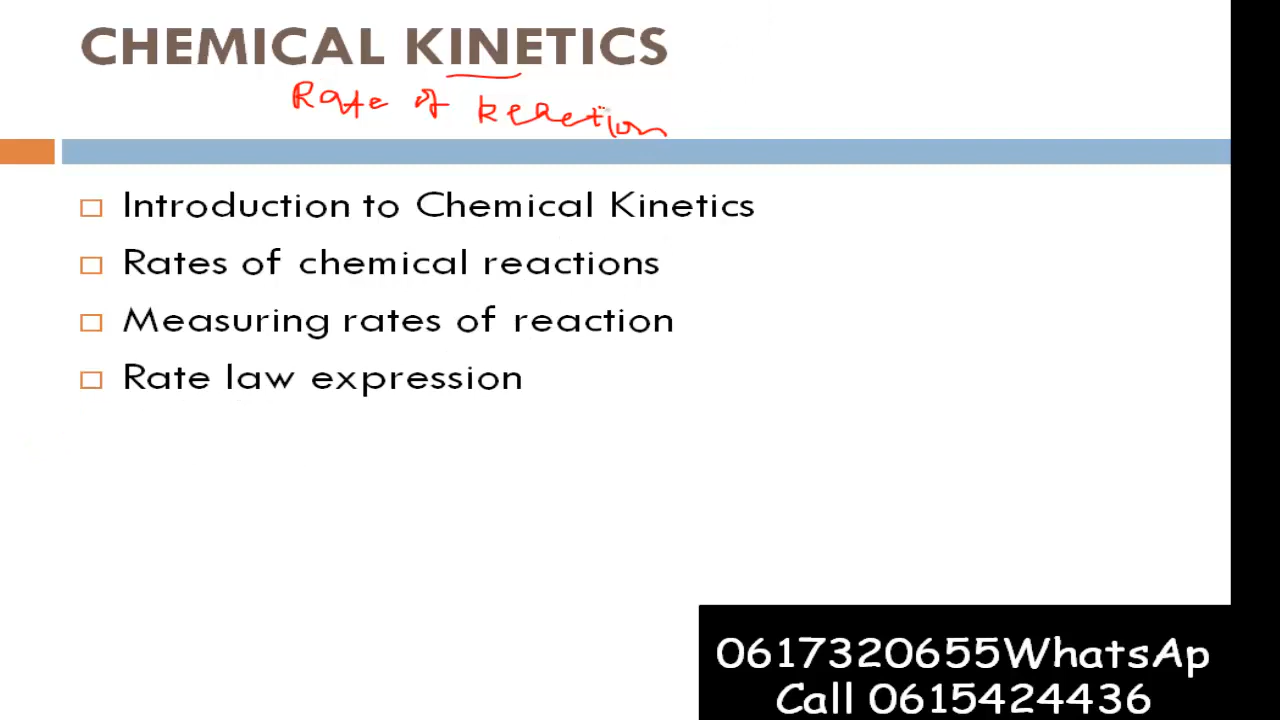 CHEMICAL KINETICS
Rate of Reaction
Introduction to Chemical Kinetics
Rates of chemical reactions
Measuring rates of reaction
Rate law expression
0617320655WhatsAp
Call 0615424436